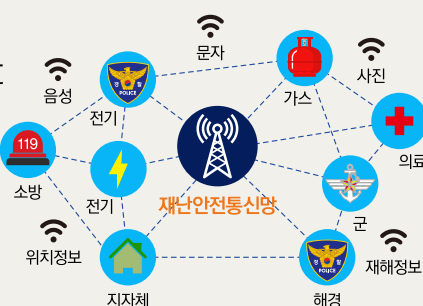 문자
음성
사진
POLICE
가스
전기
119
의료
소방
전기
재난안전통신망
군
위치정보
POLICE
재해정보
지자체
해경